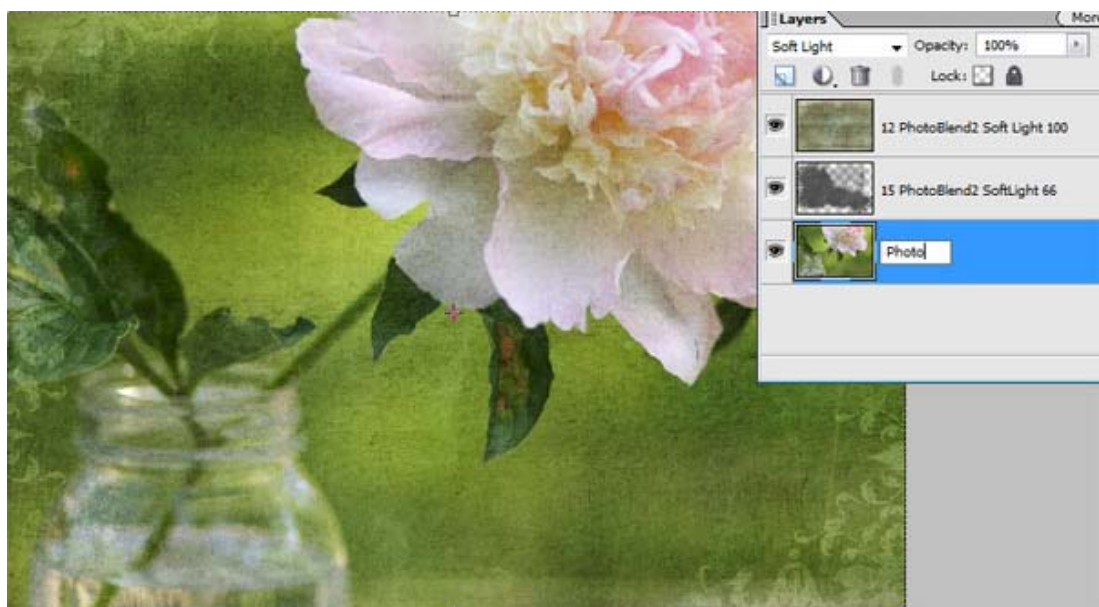 Layers
More
Soft Light
Opacity: 100%
Lock:
12 PhotoBlend2 Soft Light 100
15 PhotoBlend2 SoftLight 66
Photo